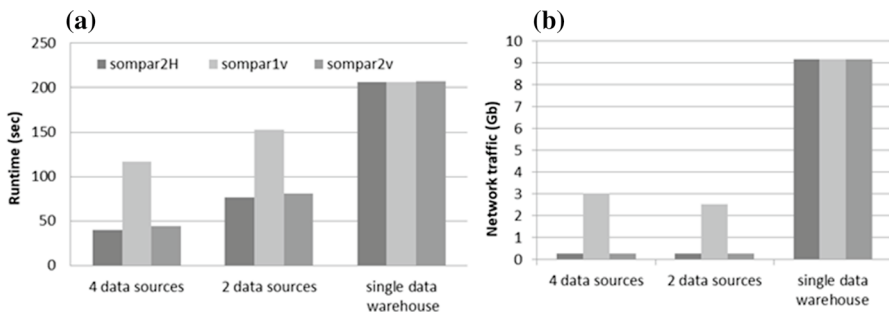 (a)
Runtime (sec)
250
200
150
100
50
0
sompar2H sompar1v sompar2v
4 data sources 2 data sources single data
warehouse
(b)
Network traffic (Gb)
10
9
8
7
6
5
4
3
2
1
0
4 data sources 2 data sources single data
warehouse